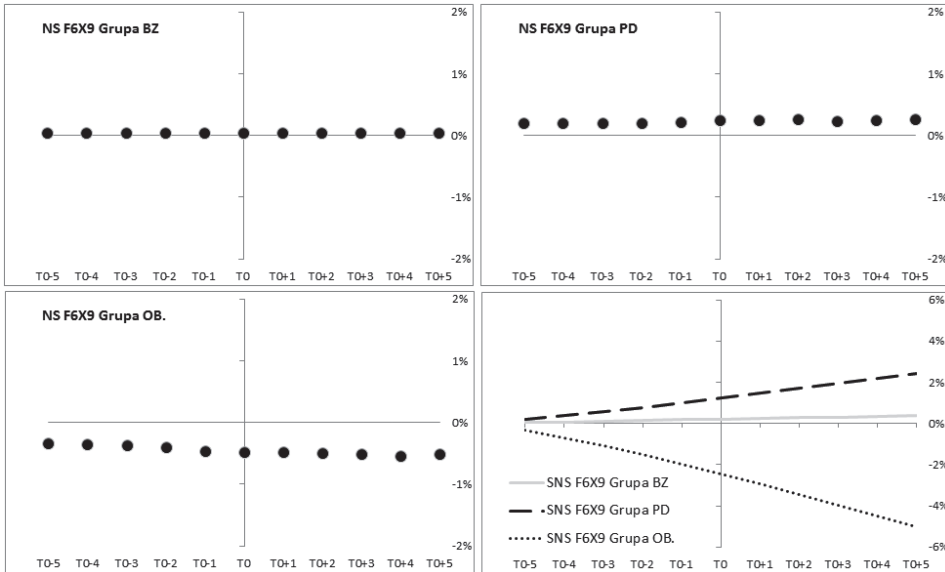 NS F6X9 Grupa BZ
2%
1%
0%
-1%
-2%
T0-5 T0-4 T0-3 T0-2 T0-1 T0 T0+1 T0+2 T0+3 T0+4 T0+5
NS F6X9 Grupa PD
2%
1%
0%
-1%
-2%
T0-5 T0-4 T0-3 T0-2 T0-1 T0 T0+1 T0+2 T0+3 T0+4 T0+5
NS F6X9 Grupa OB.
2%
1%
0%
-1%
-2%
T0-5 T0-4 T0-3 T0-2 T0-1 T0 T0+1 T0+2 T0+3 T0+4 T0+5
6%
4%
2%
0%
-2%
-4%
-6%
SNS F6X9 Grupa BZ
SNS F6X9 Grupa PD
SNS F6X9 Grupa OB.
T0-5 T0-4 T0-3 T0-2 T0-1 T0 T0+1 T0+2 T0+3 T0+4 T0+5